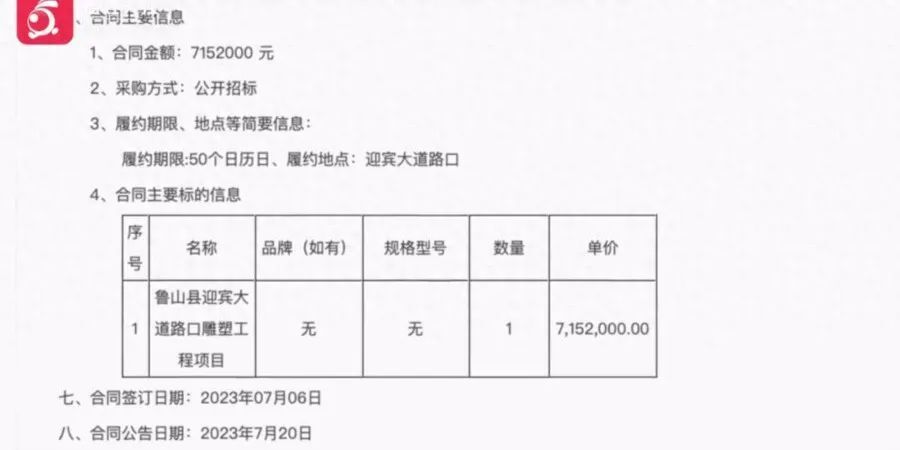 、合同主要信息
1、合同金额：7152000 元
2、采购方式：公开招标
3、履约期限、地点等简要信息：
履约期限:50个日历日、履约地点：迎宾大道路口
4、合同主要标的信息
序号 名称 品牌（如有） 规格型号 数量 单价
1 鲁山县迎宾大道路口雕塑工程项目 无 无 1 7,152,000.00
七、合同签订日期：2023年07月06日
八、合同公告日期：2023年7月20日